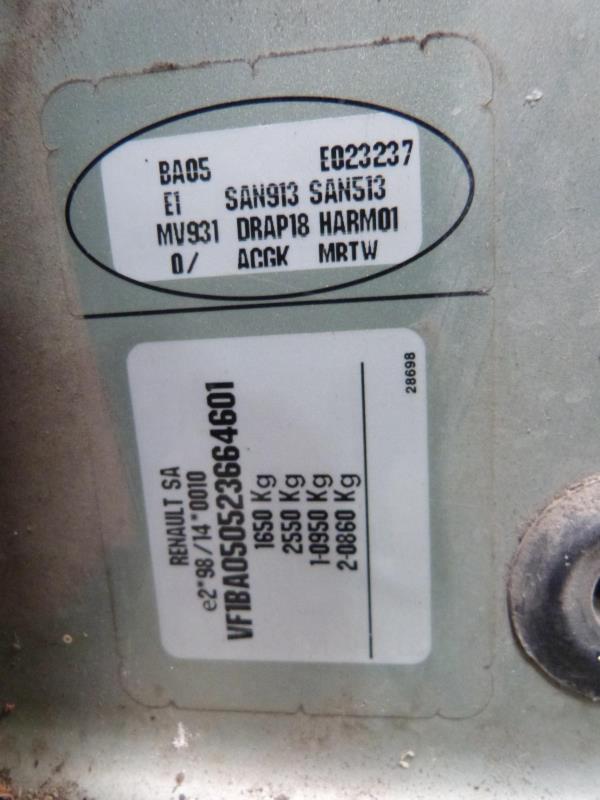 BA05 E023237
E1 SAN913 SAN513
MV931 DRAP18 HARM01
0/ ACGK MRTW
RENAULT SA
e2*98/14*0010
VF1BA050523664601
1650 Kg
2550 Kg
1-0950 Kg
2-0860 Kg
28698